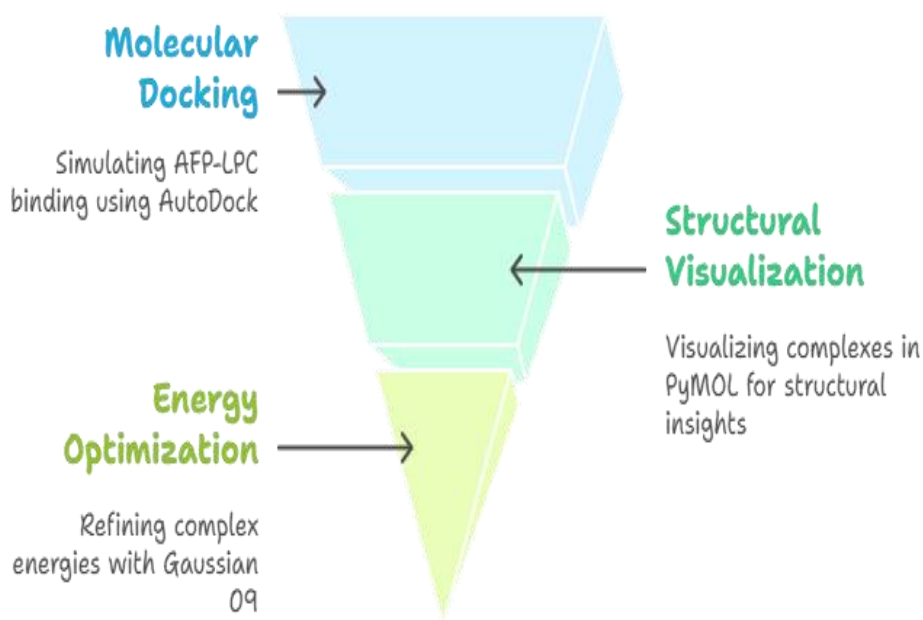 Molecular
Docking
Simulating AFP-LPC
binding using AutoDock
Structural
Visualization
Visualizing complexes in
PyMOL for structural
insights
Energy
Optimization
Refining complex
energies with Gaussian
09